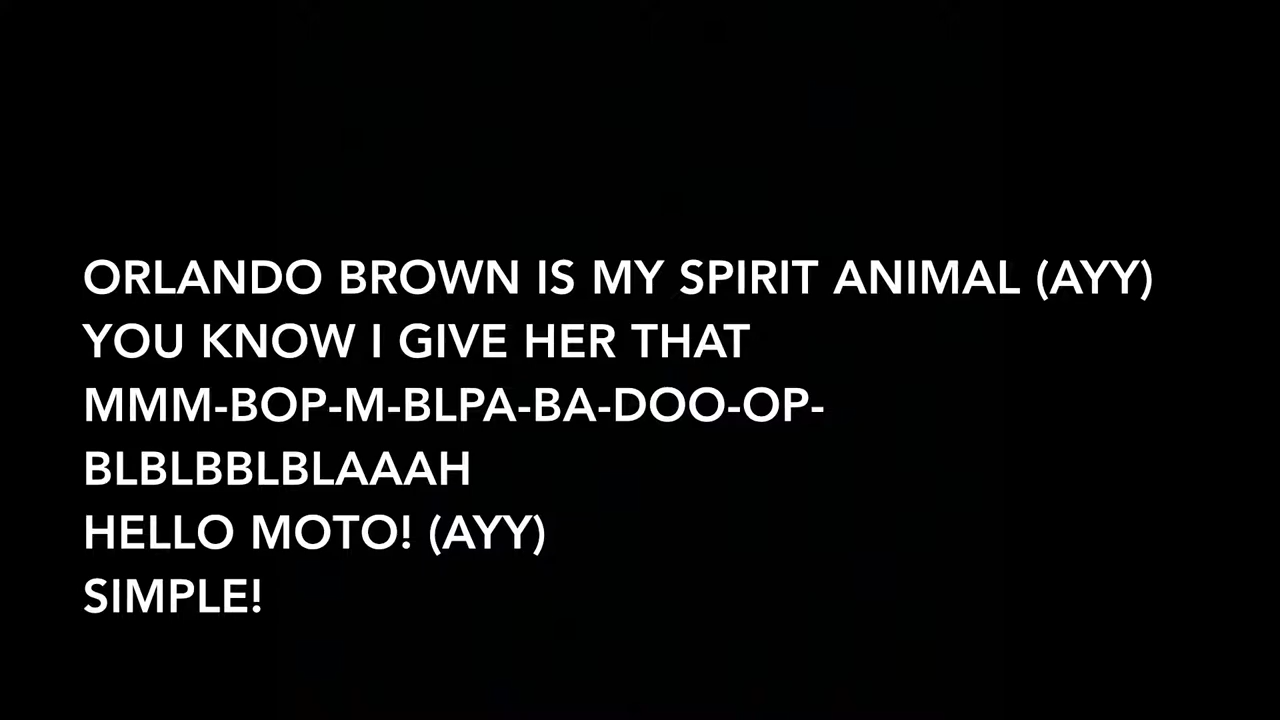 ORLANDO BROWN IS MY SPIRIT ANIMAL (AYY)
YOU KNOW I GIVE HER THAT
MMM-BOP-M-BLPA-BA-DOO-OP-
BLBLBBLBLAAAH
HELLO MOTO! (AYY)
SIMPLE!